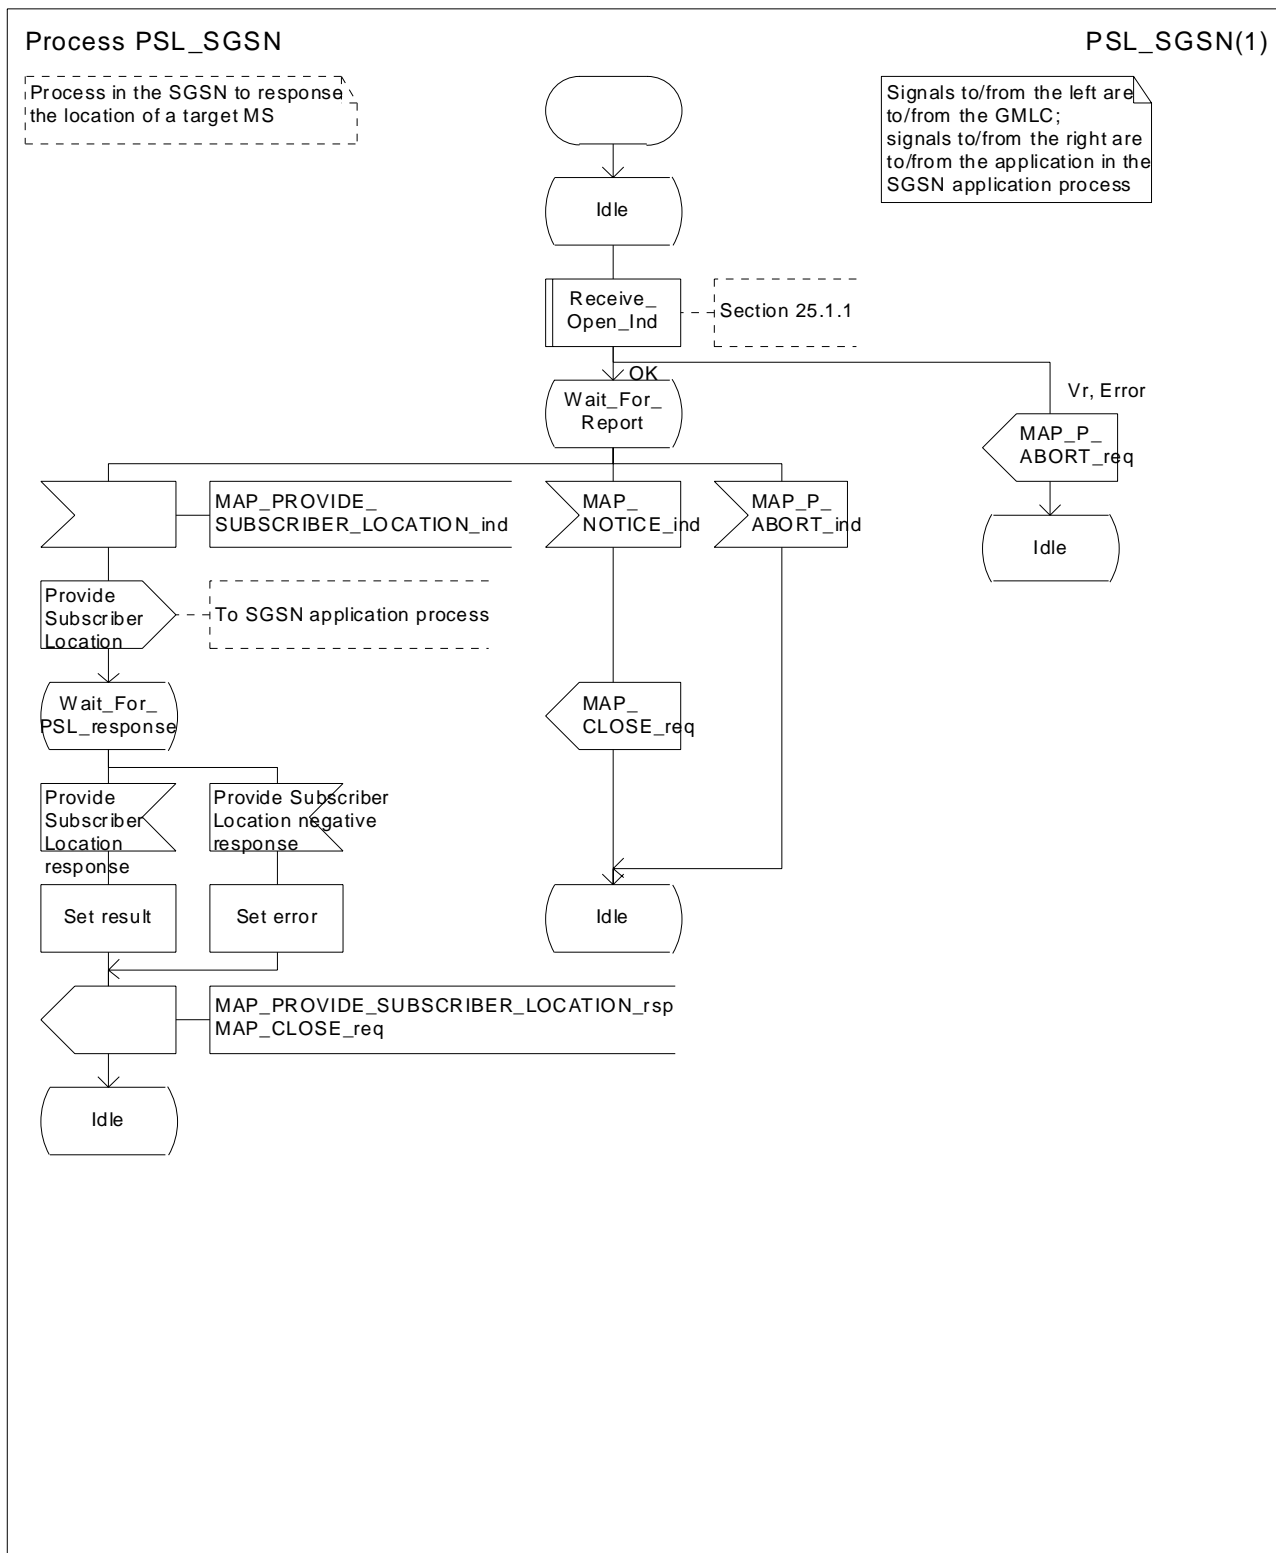 Process PSL_SGSN
PSL_SGSN(1)
Process in the SGSN to response
the location of a target MS
Signals to/from the left are
to/from the GMLC;
signals to/from the right are
to/from the application in the
SGSN application process
Idle
Receive_
Open_Ind
Section 25.1.1
OK
Vr, Error
Wait_For_
Report
MAP_P_
ABORT_req
Idle
MAP_PROVIDE_
SUBSCRIBER_LOCATION_ind
MAP_
NOTICE_ind
MAP_P_
ABORT_ind
Provide
Subscriber
Location
To SGSN application process
Wait_For_
PSL_response
MAP_
CLOSE_req
Provide
Subscriber
Location
response
Provide Subscriber
Location negative
response
Set result
Set error
Idle
MAP_PROVIDE_SUBSCRIBER_LOCATION_rsp
MAP_CLOSE_req
Idle